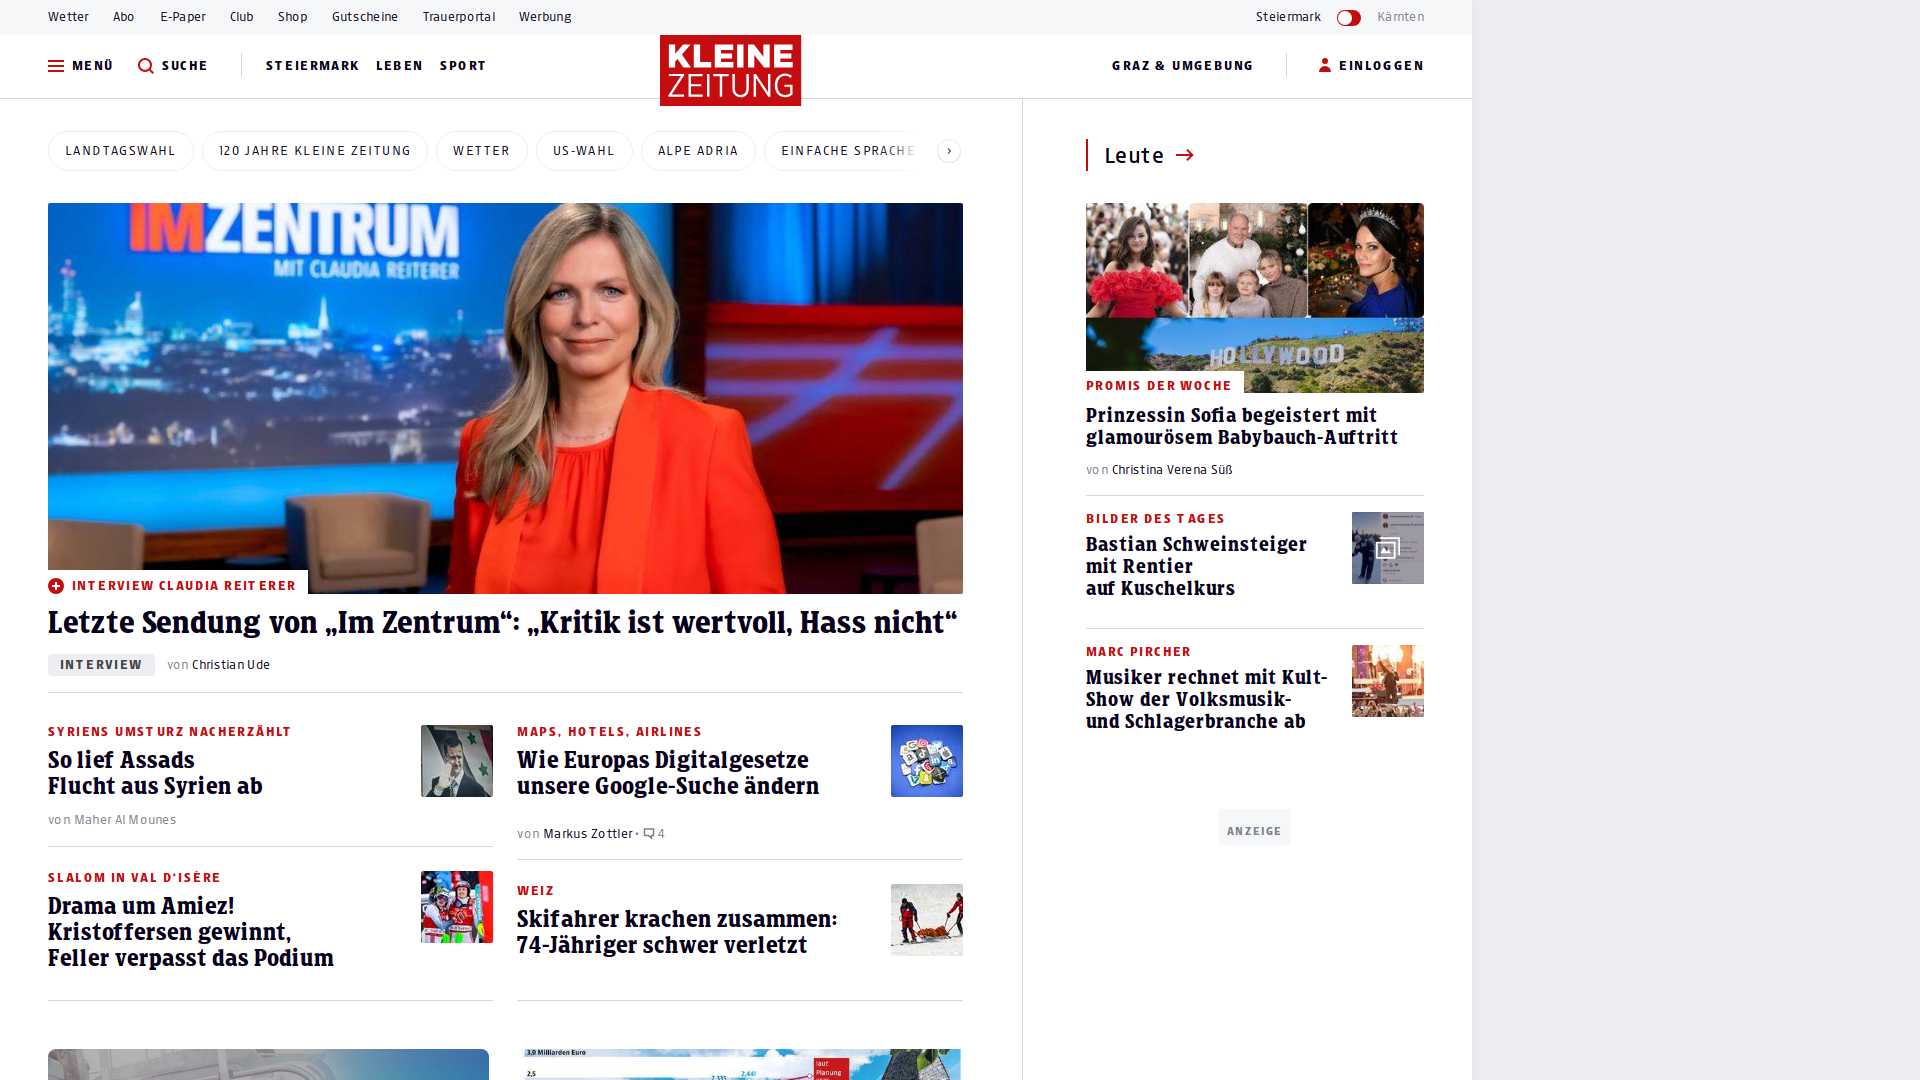 Wetter Abo E-Paper Club Shop Gutscheine Trauerportal Werbung
Steiermark Kärnten
MENÜ SUCHE STEIERMARK LEBEN SPORT
KLEINE
ZEITUNG
GRAZ & UMGEBUNG EINLOGGEN
LANDTAGSWAHL 120 JAHRE KLEINE ZEITUNG WETTER US-WAHL ALPE ADRIA EINFACHE SPRACHE
IMZENTRUM
MIT CLAUDIA REITERER
INTERVIEW CLAUDIA REITERER
Letzte Sendung von „Im Zentrum“: „Kritik ist wertvoll, Hass nicht“
INTERVIEW von Christian Ude
SYRIENS UMSTURZ NACHERZÄHLT
So lief Assads
Flucht aus Syrien ab
von Maher Al Mounes
MAPS, HOTELS, AIRLINES
Wie Europas Digitalgesetze
unsere Google-Suche ändern
von Markus Zottler • 4
SLALOM IN VAL D'ISÈRE
Drama um Amiez!
Kristoffersen gewinnt,
Feller verpasst das Podium
WEIZ
Skifahrer krachen zusammen:
74-Jähriger schwer verletzt
3,0 Milliarden Euro
2,5
2.335 2.441
laut
Planung
Leute
HOLLYWOOD
PROMIS DER WOCHE
Prinzessin Sofia begeistert mit
glamourösem Babybauch-Auftritt
von Christina Verena Süß
BILDER DES TAGES
Bastian Schweinsteiger
mit Rentier
auf Kuschelkurs
MARC PIRCHER
Musiker rechnet mit Kult-
Show der Volksmusik-
und Schlagerbranche ab
ANZEIGE